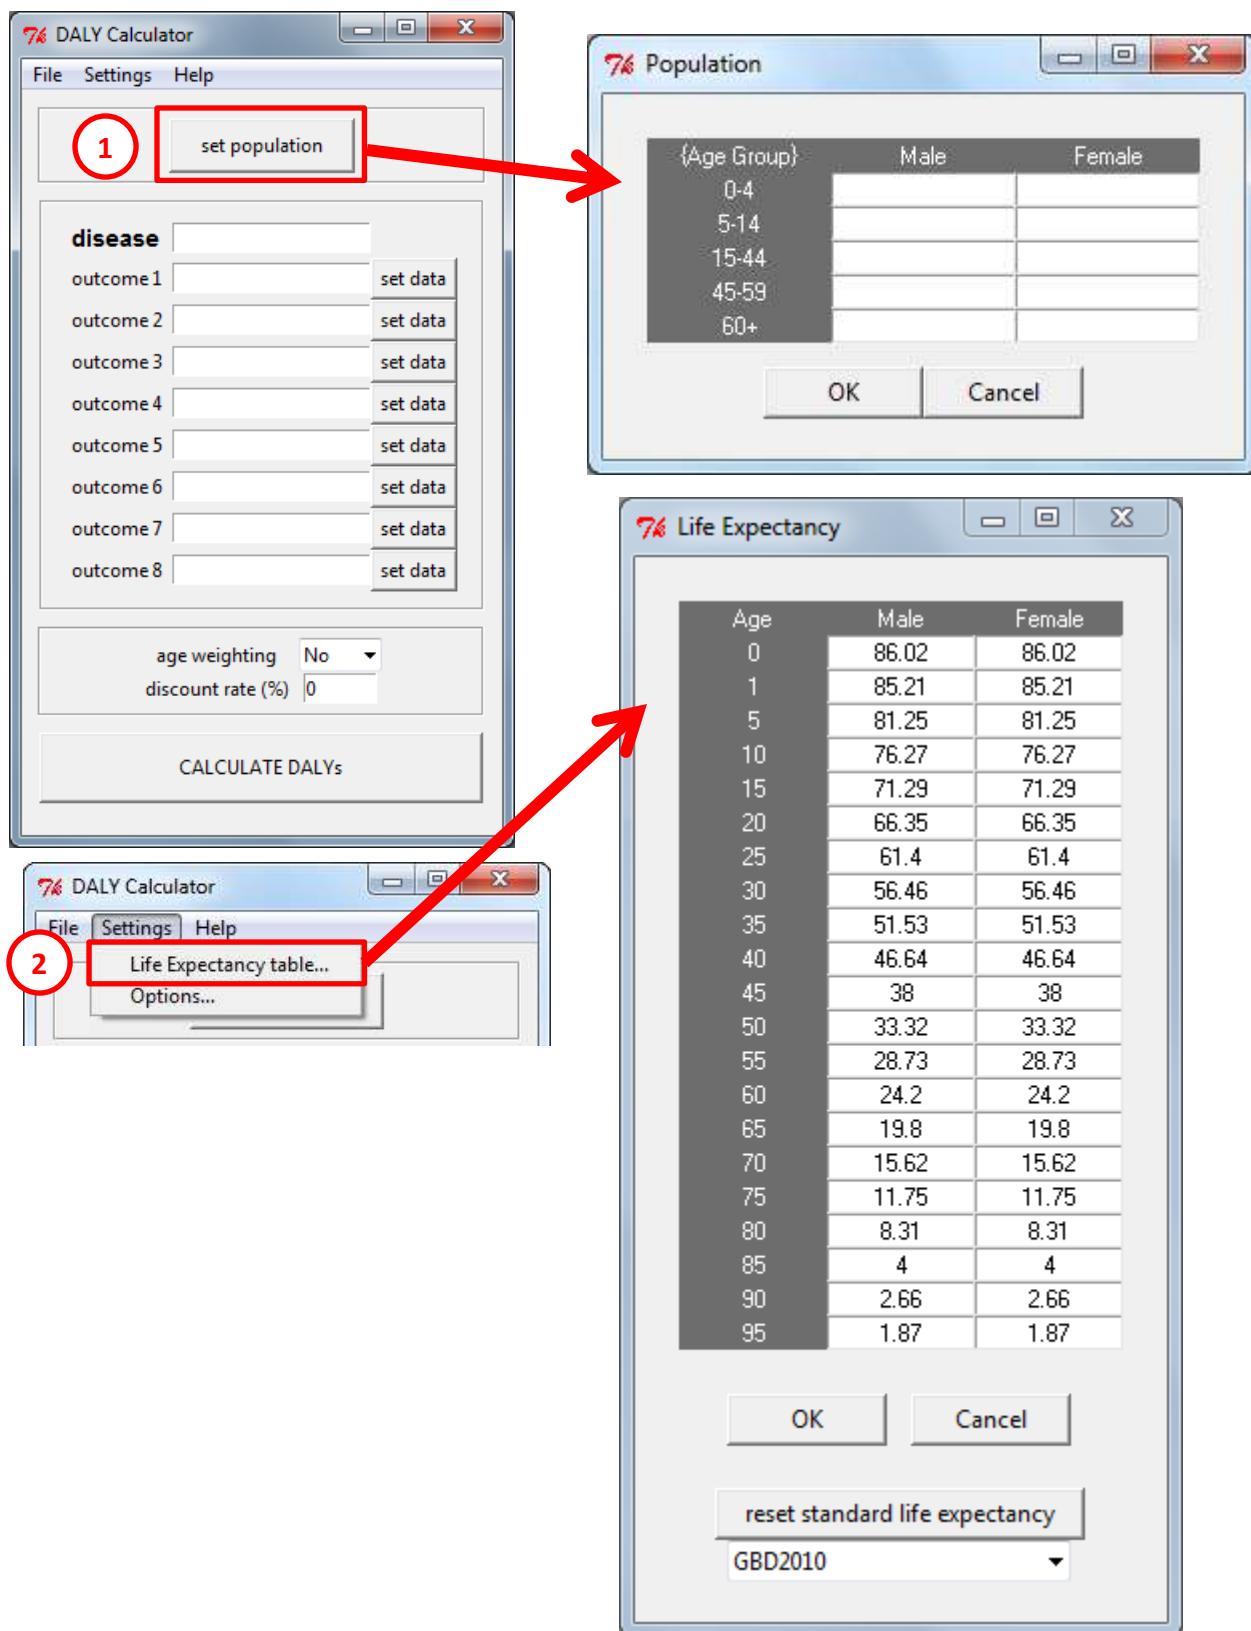 DALY Calculator
File Settings Help
1
set population
disease
outcome 1 set data
outcome 2 set data
outcome 3 set data
outcome 4 set data
outcome 5 set data
outcome 6 set data
outcome 7 set data
outcome 8 set data
age weighting No
discount rate (%) 0
CALCULATE DALYs
Population
{Age Group} Male Female
0-4
5-14
15-44
45-59
60+
OK Cancel
DALY Calculator
File Settings Help
2
Life Expectancy table...
Options...
Life Expectancy
Age Male Female
0 86.02 86.02
1 85.21 85.21
5 81.25 81.25
10 76.27 76.27
15 71.29 71.29
20 66.35 66.35
25 61.4 61.4
30 56.46 56.46
35 51.53 51.53
40 46.64 46.64
45 38 38
50 33.32 33.32
55 28.73 28.73
60 24.2 24.2
65 19.8 19.8
70 15.62 15.62
75 11.75 11.75
80 8.31 8.31
85 4 4
90 2.66 2.66
95 1.87 1.87
OK Cancel
reset standard life expectancy
GBD2010